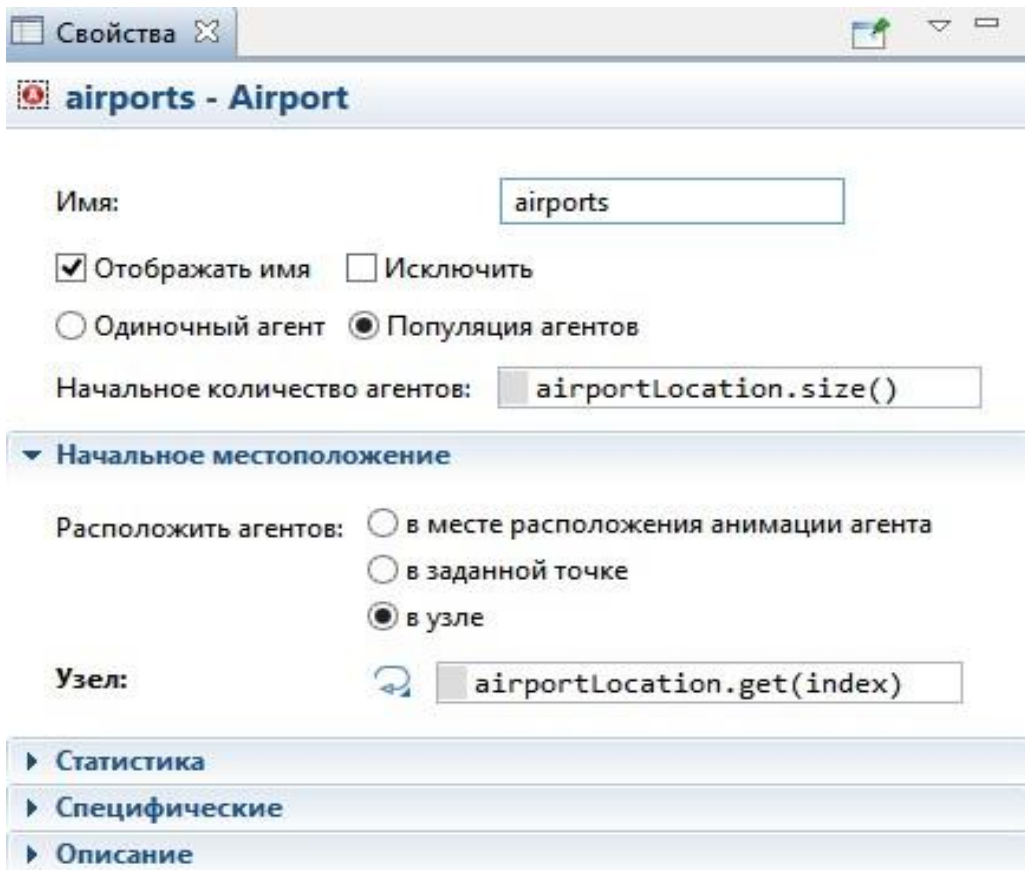 Свойства
airports - Airport
Имя: airports
Отображать имя Исключить
Одиночный агент Популяция агентов
Начальное количество агентов: airportLocation.size()
Начальное местоположение
Расположить агентов: в месте расположения анимации агента
в заданной точке
в узле
Узел: airportLocation.get(index)
Статистика
Специфические
Описание